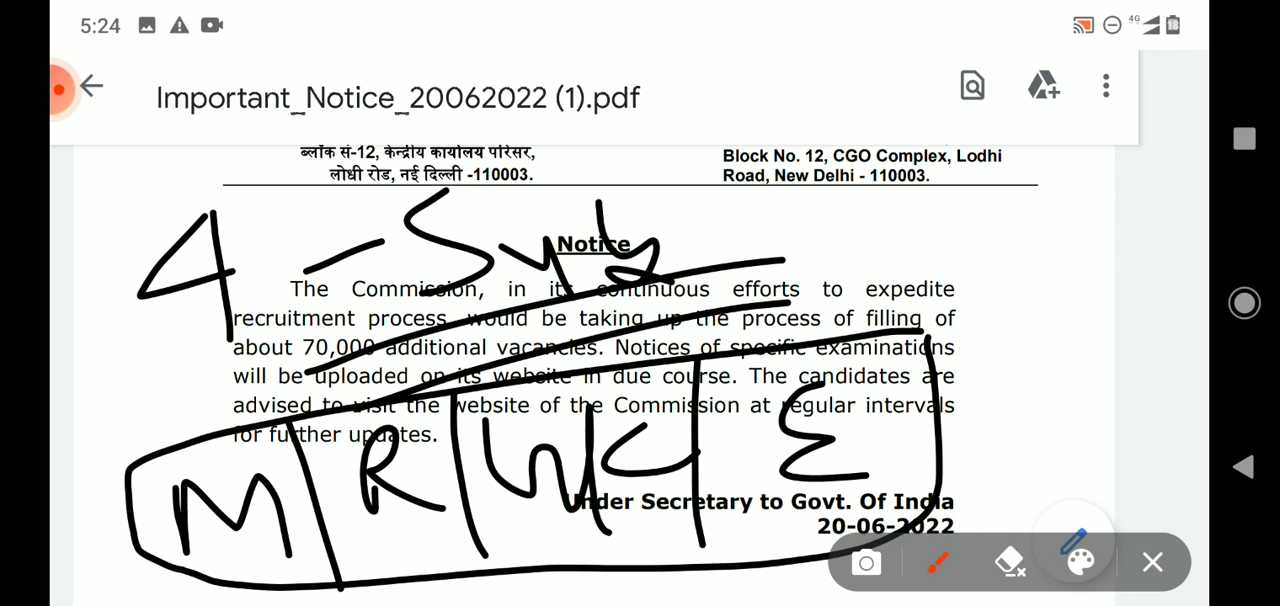 5:24
4G
18
Important_Notice_20062022 (1).pdf
ब्लॉक सं-12, केन्द्रीय कार्यालय परिसर,
लोधी रोड, नई दिल्ली -110003.
Block No. 12, CGO Complex, Lodhi
Road, New Delhi - 110003.
4 - Sub
Notice
The Commission, in its continuous efforts to expedite
recruitment process, would be taking up the process of filling of
about 70,000 additional vacancies. Notices of specific examinations
will be uploaded on its website in due course. The candidates are
advised to visit the website of the Commission at regular intervals
for further updates.
M R E
Under Secretary to Govt. Of India
20-06-2022